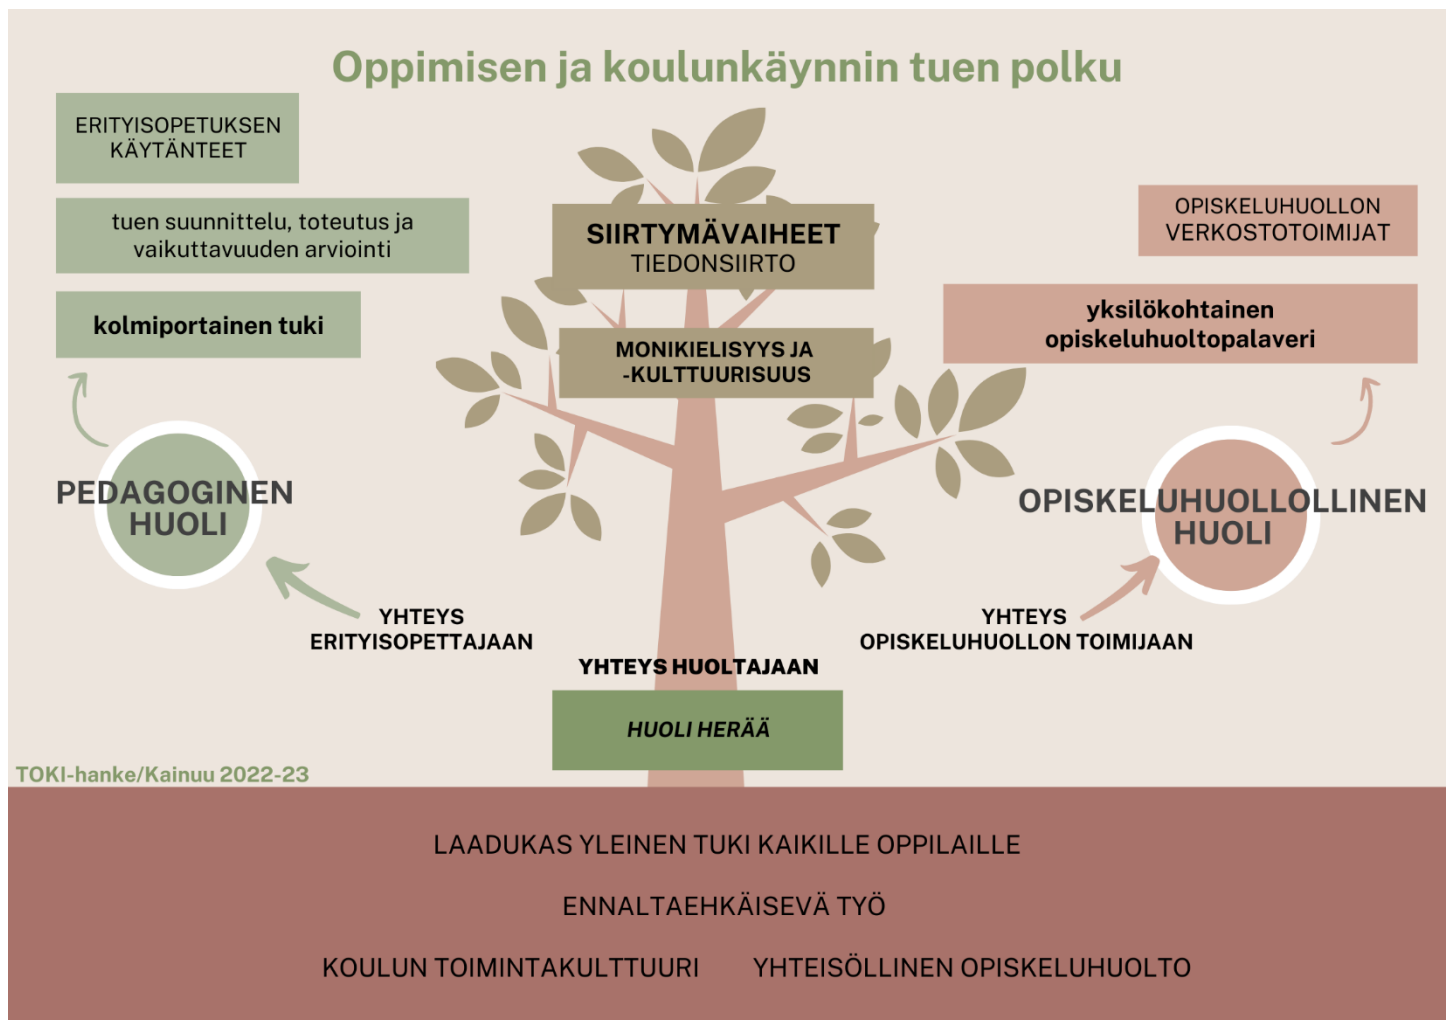 Oppimisen ja koulunkäynnin tuen polku
ERITYISOPETUKSEN
KÄYTÄNTEET
tuen suunnittelu, toteutus ja
vaikuttavuuden arviointi
kolmiportainen tuki
PEDAGOGINEN
HUOLI
YHTEYS
ERITYISOPETTAJAAN
SIIRTYMÄVAIHEET
TIEDONSIIRTO
MONIKIELISYYS JA
-KULTTUURISUUS
OPISKELUHUOLLON
VERKOSTOTOIMIJAT
yksilökohtainen
opiskeluhuoltopalaveri
OPISKELUHUOLLOLLINEN
HUOLI
YHTEYS
OPISKELUHUOLLON TOIMIJAAN
YHTEYS HUOLTAJAAN
HUOLI HERÄÄ
TOKI-hanke/Kainuu 2022-23
LAADUKAS YLEINEN TUKI KAIKILLE OPPILAILLE
ENNALTAEHKÄISEVÄ TYÖ
KOULUN TOIMINTAKULTTUURI
YHTEISÖLLINEN OPISKELUHUOLTO